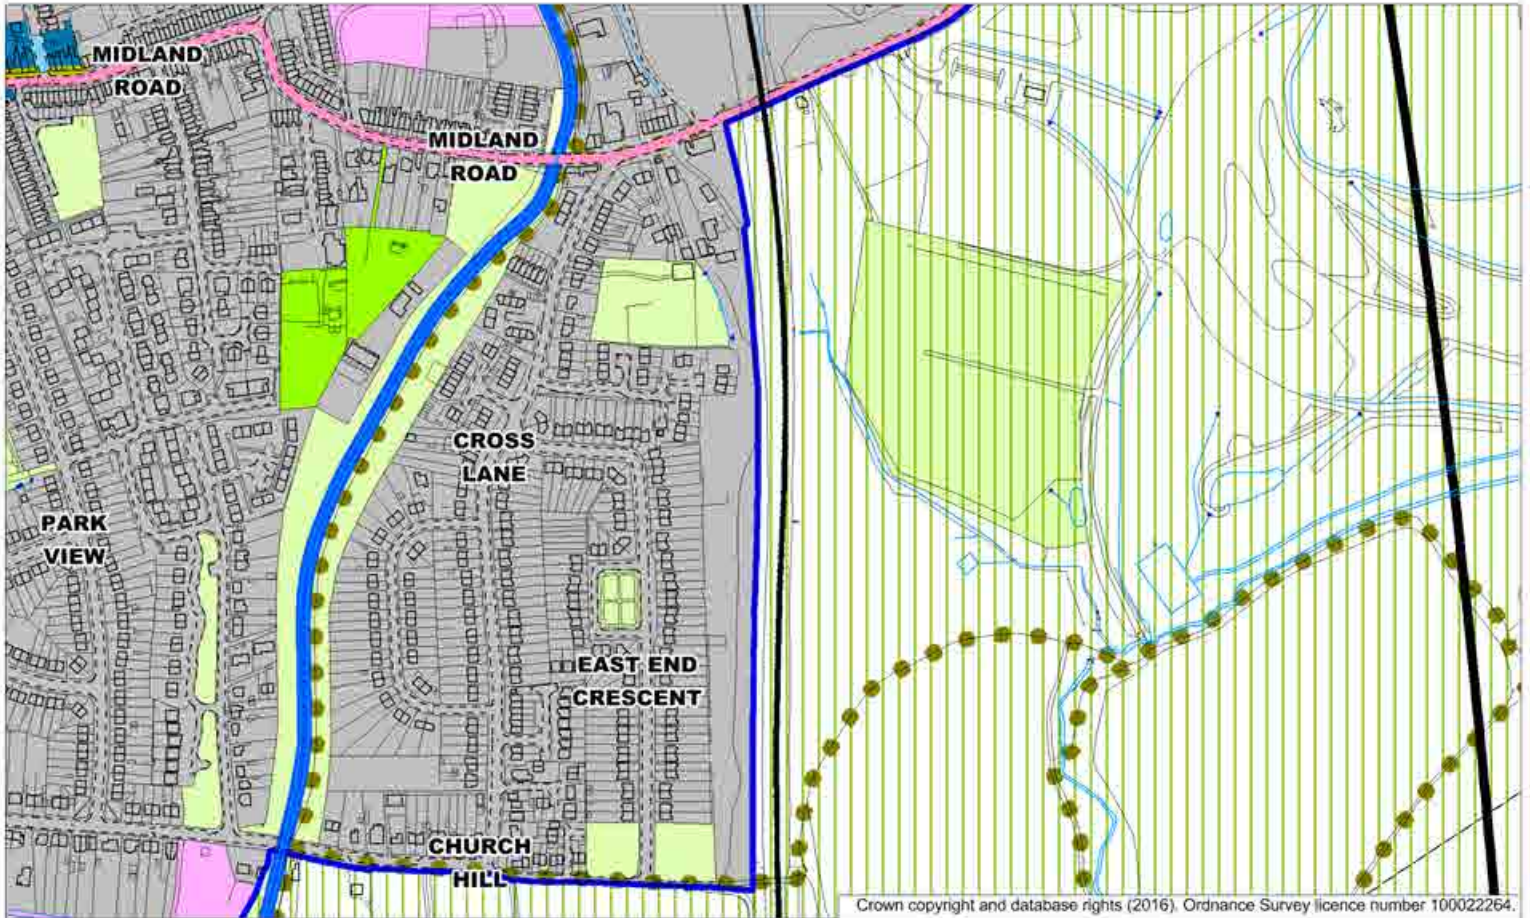 MIDLAND
ROAD
MIDLAND
ROAD
CROSS
LANE
PARK
VIEW
EAST END
CRESCENT
CHURCH
HILL
Crown copyright and database rights (2016). Ordnance Survey licence number 100022264.